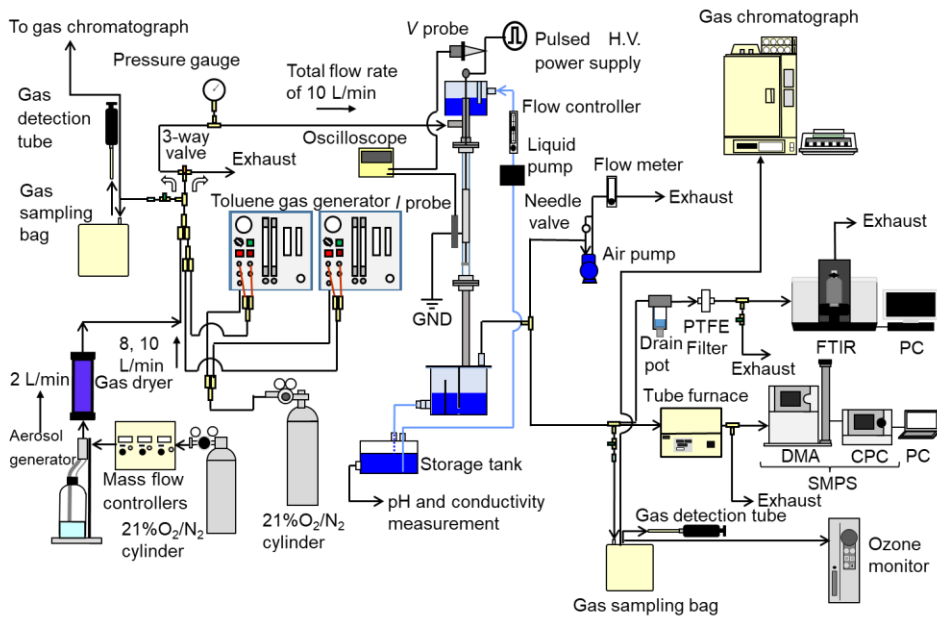 To gas chromatograph
Gas chromatograph
V probe
Pulsed H.V.
power supply
Pressure gauge
Total flow rate
of 10 L/min
Gas
detection
tube
Flow controller
3-way
valve
Oscilloscope
Liquid
pump
Flow meter
Exhaust
Gas
sampling
bag
Toluene gas generator
I probe
Needle
valve
Exhaust
Exhaust
Air pump
GND
Drain
pot
PTFE
Filter
FTIR
PC
8, 10
L/min
Exhaust
2 L/min
Gas dryer
Tube furnace
Aerosol
generator
DMA
CPC
PC
Storage tank
SMPS
Mass flow
controllers
Exhaust
pH and conductivity
measurement
21%O₂/N₂
cylinder
21%O₂/N₂
cylinder
Gas detection tube
Ozone
monitor
Gas sampling bag